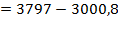 = 3797 − 3000,8